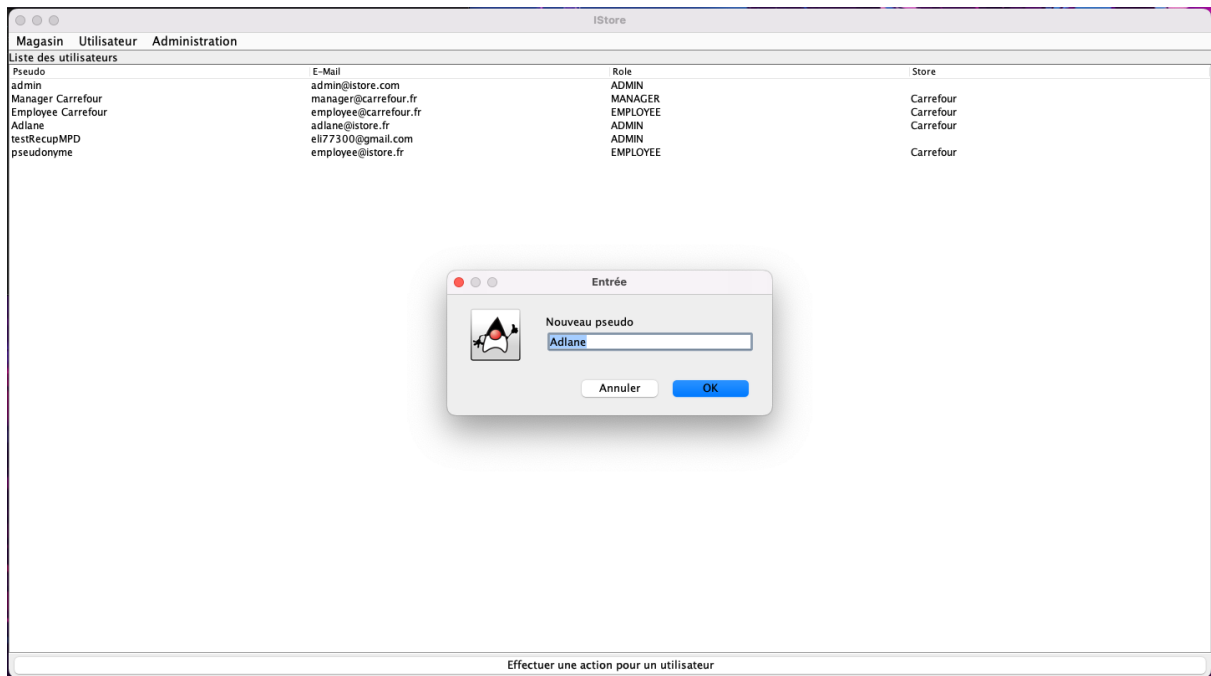 IStore
Magasin Utilisateur Administration
Liste des utilisateurs
Pseudo E-Mail Role Store
admin admin@istore.com ADMIN
Manager Carrefour manager@carrefour.fr MANAGER Carrefour
Employee Carrefour employee@carrefour.fr EMPLOYEE Carrefour
Adlane adlane@istore.fr ADMIN Carrefour
testRecupMPD eli77300@gmail.com ADMIN
pseudonyme employee@istore.fr EMPLOYEE Carrefour
Entrée
Nouveau pseudo
Adlane
Annuler OK
Effectuer une action pour un utilisateur